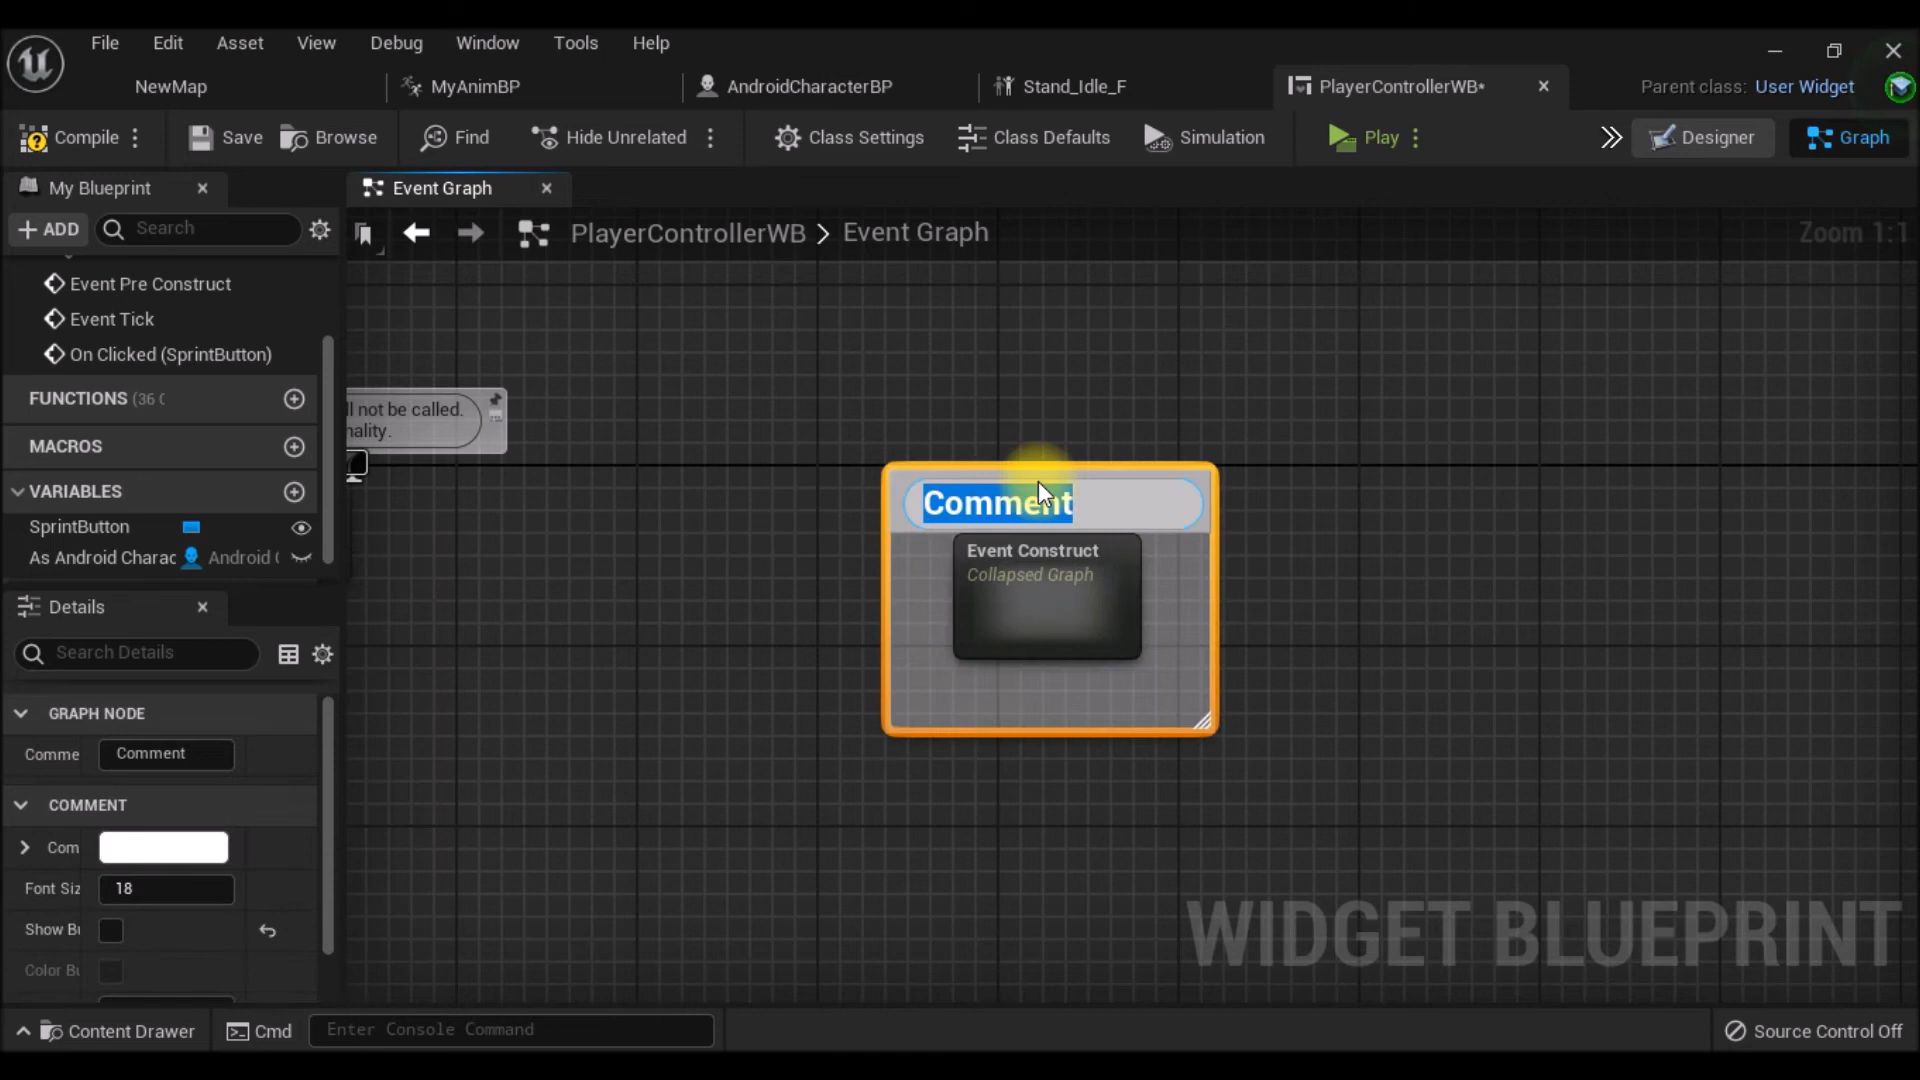 File Edit Asset View Debug Window Tools Help
NewMap MyAnimBP AndroidCharacterBP Stand_Idle_F PlayerControllerWB* Parent class: User Widget
Compile Save Browse Find Hide Unrelated Class Settings Class Defaults Simulation Play Designer Graph
My Blueprint Event Graph
ADD Search PlayerControllerWB > Event Graph Zoom 1:1
Event Pre Construct
Event Tick
On Clicked (SprintButton)
FUNCTIONS (36
ll not be called.
nality.
MACROS
VARIABLES
SprintButton
As Android Charac Android
Comment
Event Construct
Collapsed Graph
Details
Search Details
GRAPH NODE
Comme Comment
COMMENT
Com
Font Siz 18
Show Bu
Color Bu
WIDGET BLUEPRINT
Content Drawer Cmd Enter Console Command Source Control Off